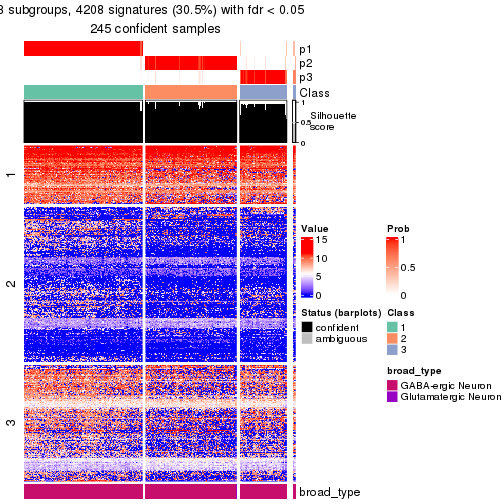 3 subgroups, 4208 signatures (30.5%) with fdr < 0.05
245 confident samples
p1
p2
p3
Class
1
0.5
0
Silhouette
score
1
2
3
Value
15
10
5
0
Prob
1
0.5
0
Status (barplots)
confident
ambiguous
Class
1
2
3
broad_type
GABA-ergic Neuron
Glutamatergic Neuron
broad_type